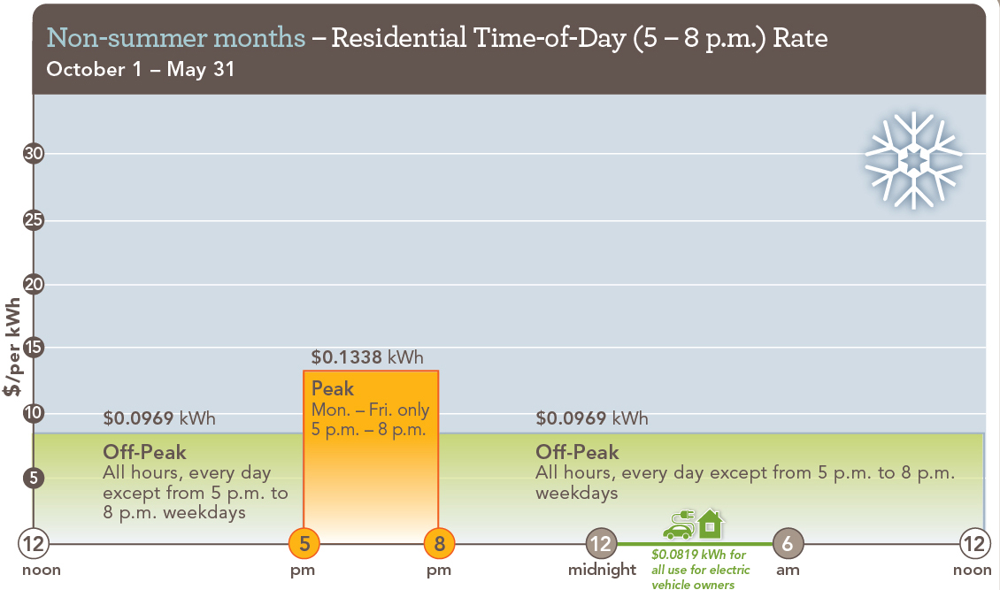 Non-summer months – Residential Time-of-Day (5 – 8 p.m.) Rate
October 1 – May 31
$/per kWh
30
25
20
15
10
5
$0.1338 kWh
Peak
Mon. – Fri. only
5 p.m. – 8 p.m.
$0.0969 kWh
Off-Peak
All hours, every day
except from 5 p.m. to
8 p.m. weekdays
$0.0969 kWh
Off-Peak
All hours, every day except from 5 p.m. to 8 p.m.
weekdays
12
noon
5
pm
8
pm
12
midnight
$0.0819 kWh for
all use for electric
vehicle owners
6
am
12
noon